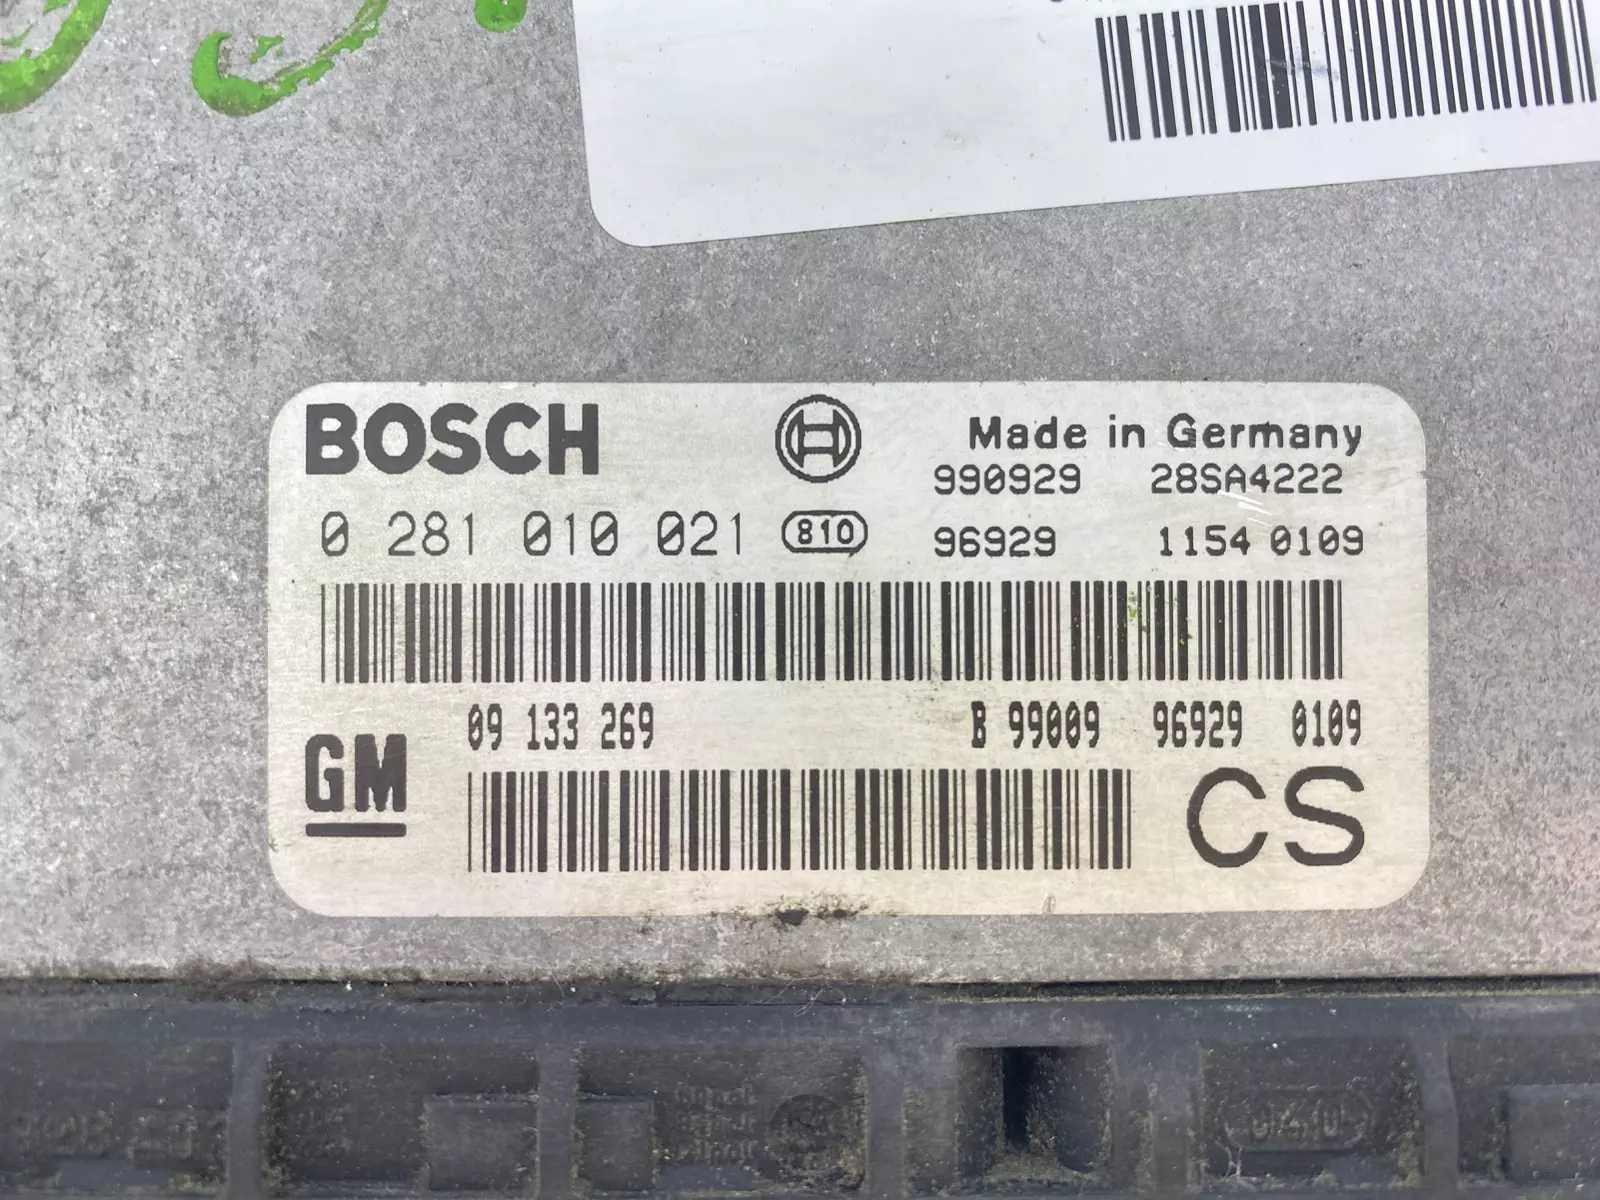 BOSCH
Made in Germany
990929 28SA4222
0 281 010 021 810 96929 1154 0109
09 133 269 B 99009 96929 0109
GM CS